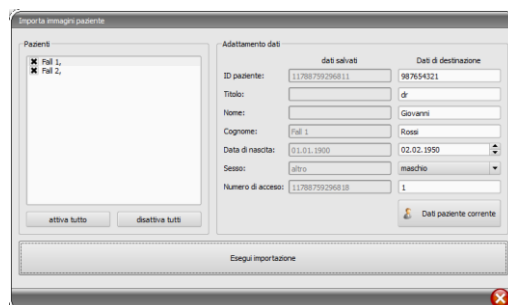 Importa immagini paziente
Pazienti
Fall 1,
Fall 2,
attiva tutto
disattiva tutti
Adattamento dati
dati salvati
Dati di destinazione
ID paziente: 11788759296811 987654321
Titolo: dr
Nome: Giovanni
Cognome: Fall 1 Rossi
Data di nascita: 01.01.1900 02.02.1950
Sesso: altro maschio
Numero di accesso: 11788759296818 1
Dati paziente corrente
Esegui importazione